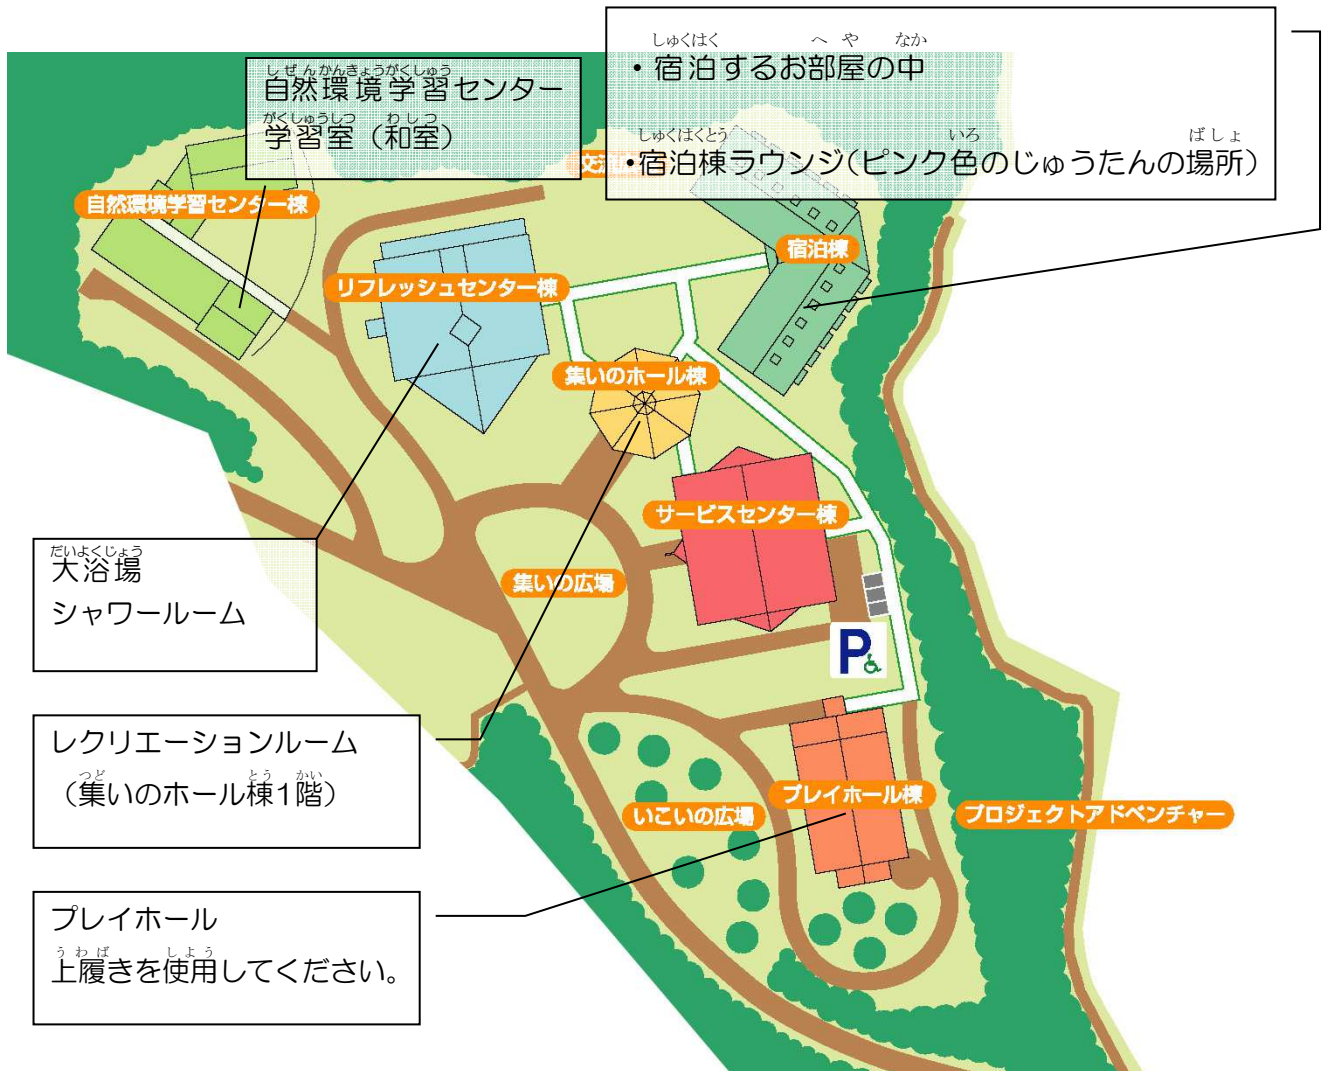 しゅくはく へや なか
・宿泊するお部屋の中
しゅくはくとう いろ ばしょ
・宿泊棟ラウンジ(ピンク色のじゅうたんの場所)
しぜんかんきょうがくしゅう
自然環境学習センター
がくしゅうしつ わしつ
学習室(和室)
自然環境学習センター棟
宿泊棟
リフレッシュセンター棟
集いのホール棟
サービスセンター棟
だいよくじょう
大浴場
シャワールーム
集いの広場
P
レクリエーションルーム
つど とう かい
(集いのホール棟1階)
プレイホール棟
いこいの広場
プロジェクトアドベンチャー
プレイホール
うわば しよう
上履きを使用してください。